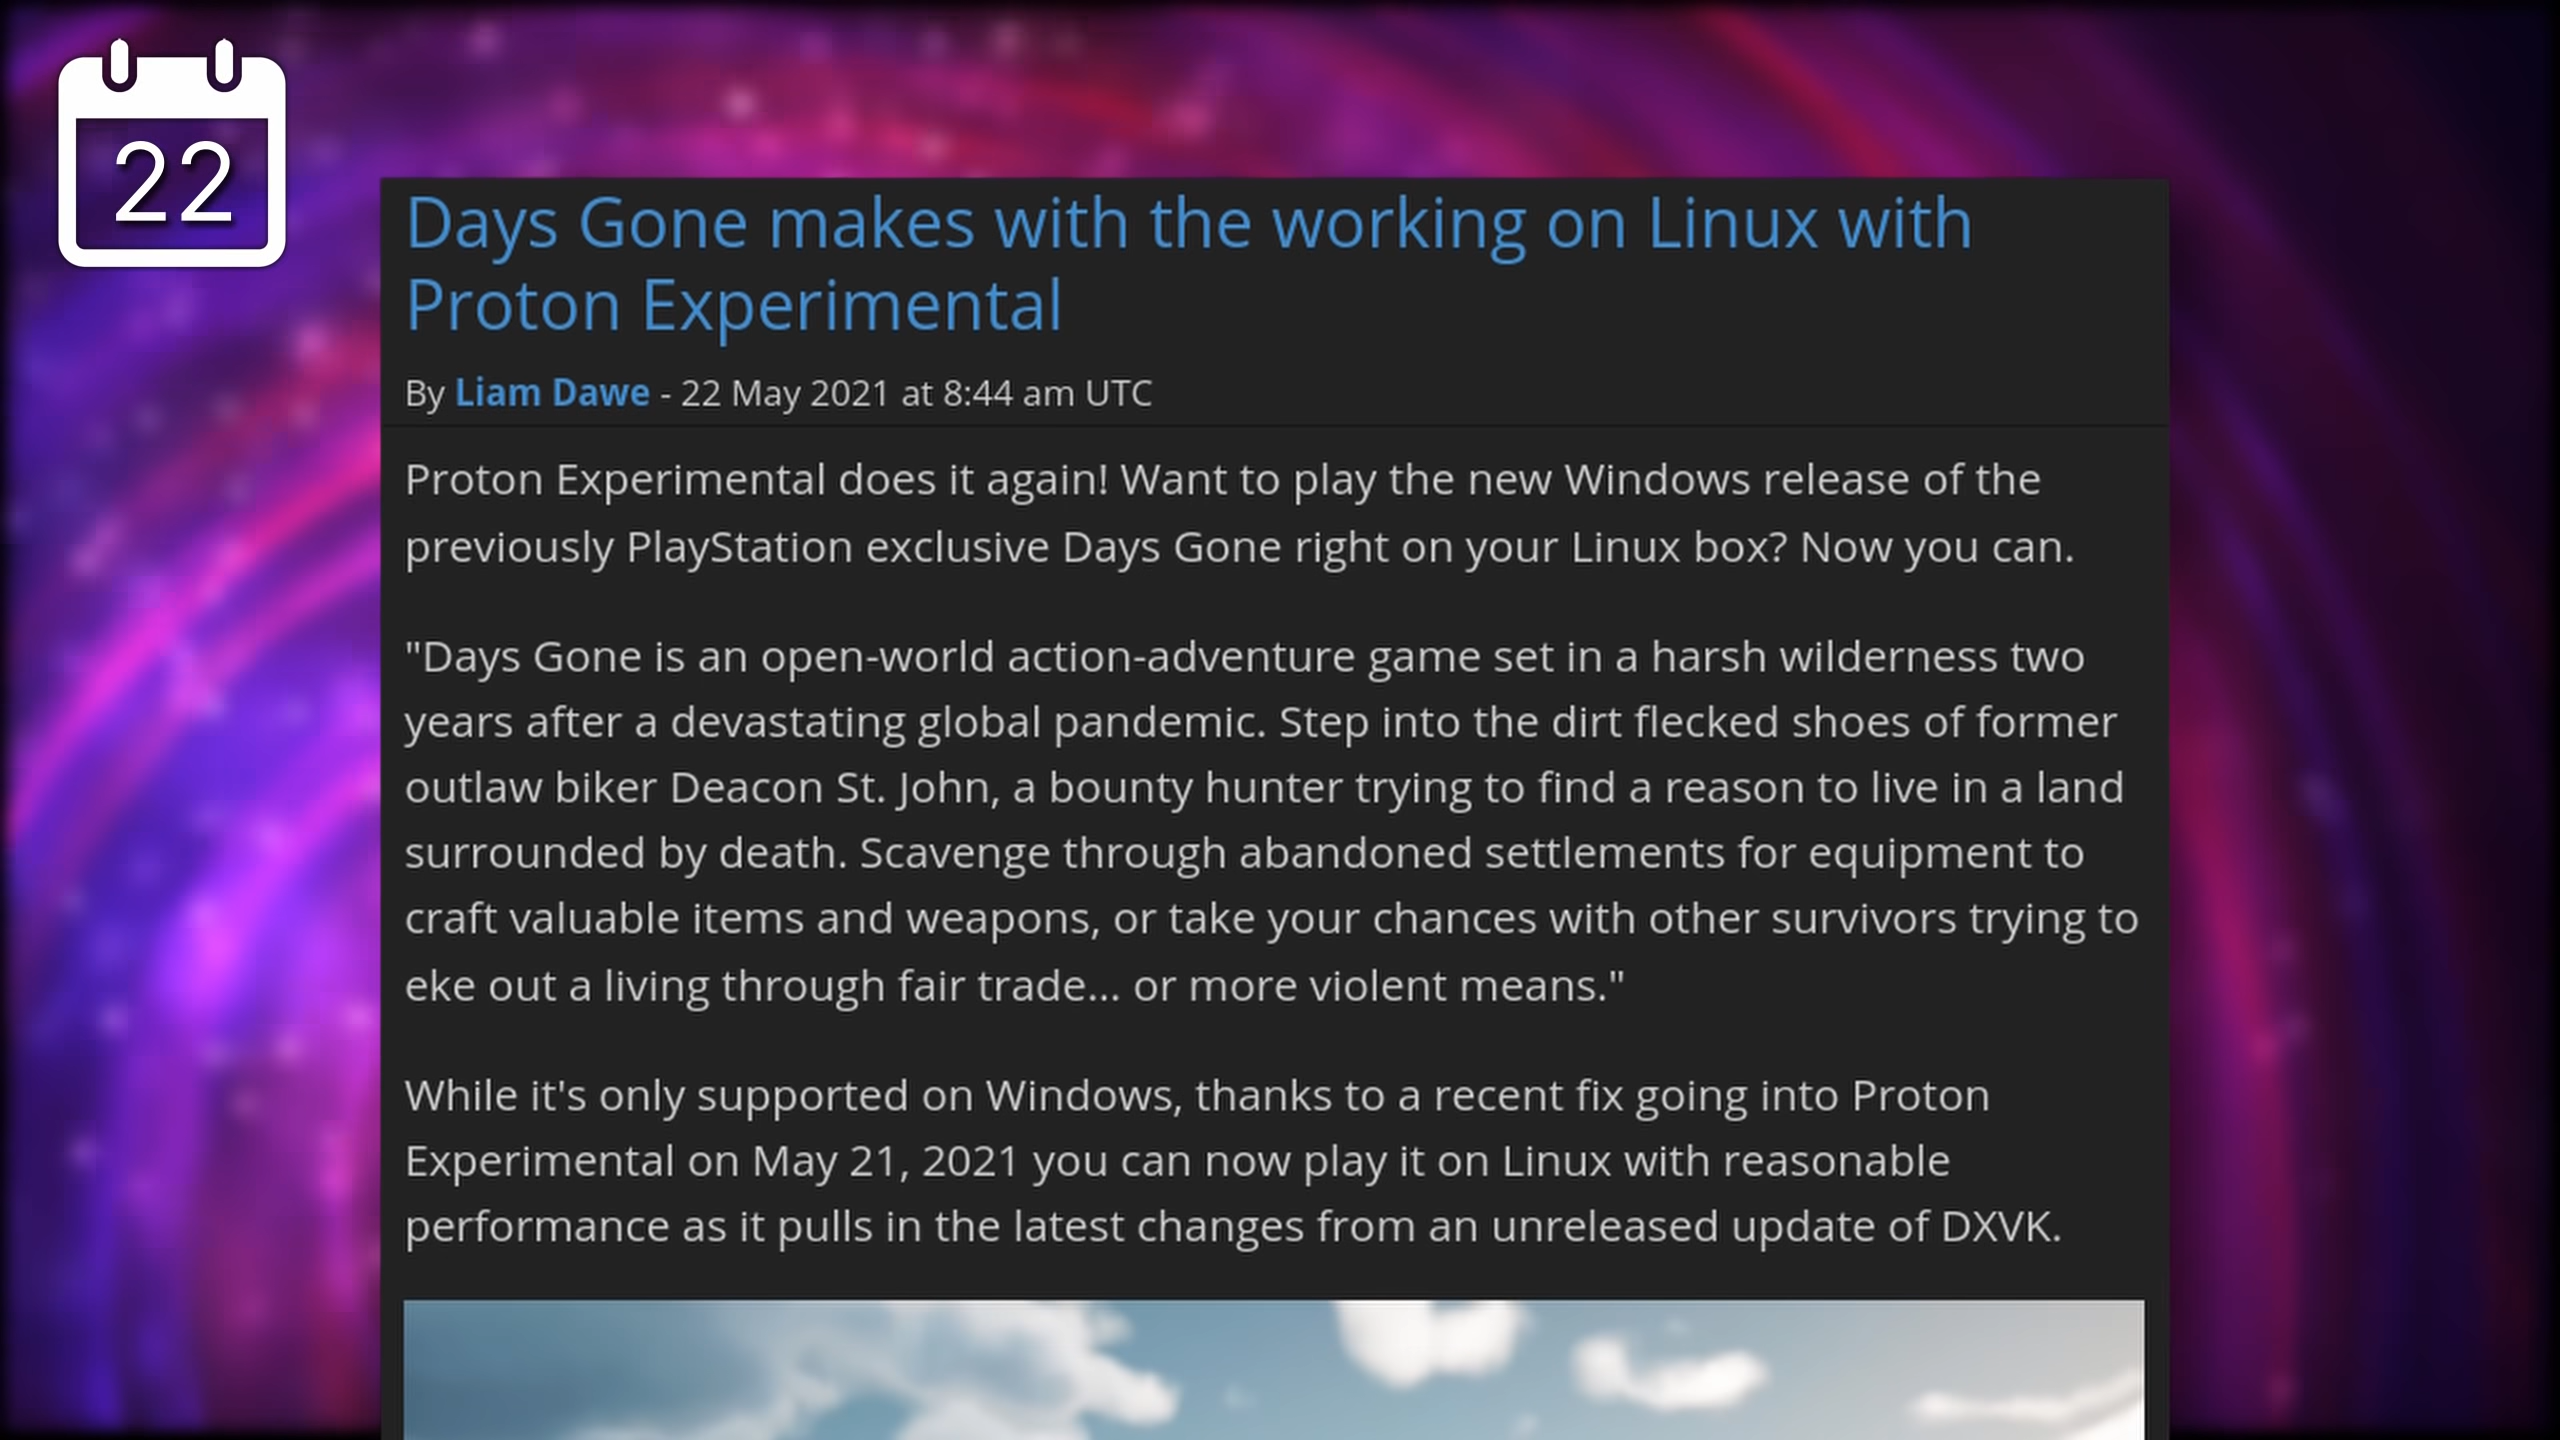 22
Days Gone makes with the working on Linux with
Proton Experimental
By Liam Dawe - 22 May 2021 at 8:44 am UTC
Proton Experimental does it again! Want to play the new Windows release of the
previously PlayStation exclusive Days Gone right on your Linux box? Now you can.
"Days Gone is an open-world action-adventure game set in a harsh wilderness two
years after a devastating global pandemic. Step into the dirt flecked shoes of former
outlaw biker Deacon St. John, a bounty hunter trying to find a reason to live in a land
surrounded by death. Scavenge through abandoned settlements for equipment to
craft valuable items and weapons, or take your chances with other survivors trying to
eke out a living through fair trade... or more violent means."
While it's only supported on Windows, thanks to a recent fix going into Proton
Experimental on May 21, 2021 you can now play it on Linux with reasonable
performance as it pulls in the latest changes from an unreleased update of DXVK.